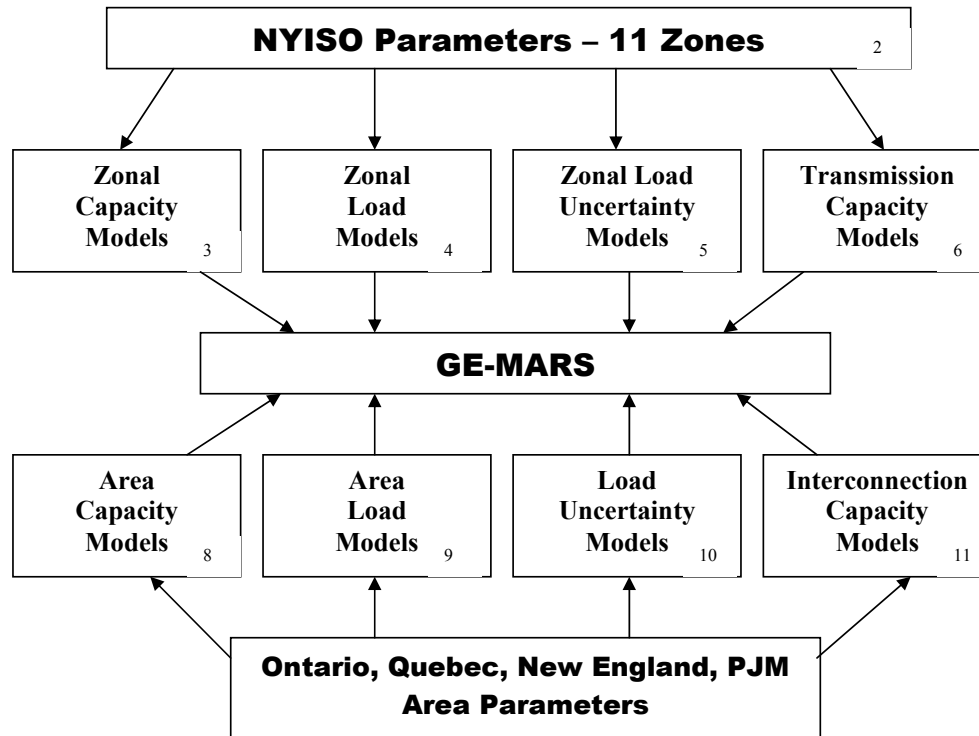 NYISO Parameters – 11 Zones
2
Zonal
Capacity
Models
3
Zonal
Load
Models
4
Zonal Load
Uncertainty
Models
5
Transmission
Capacity
Models
6
GE-MARS
Area
Capacity
Models
8
Area
Load
Models
9
Load
Uncertainty
Models
10
Interconnection
Capacity
Models
11
Ontario, Quebec, New England, PJM
Area Parameters